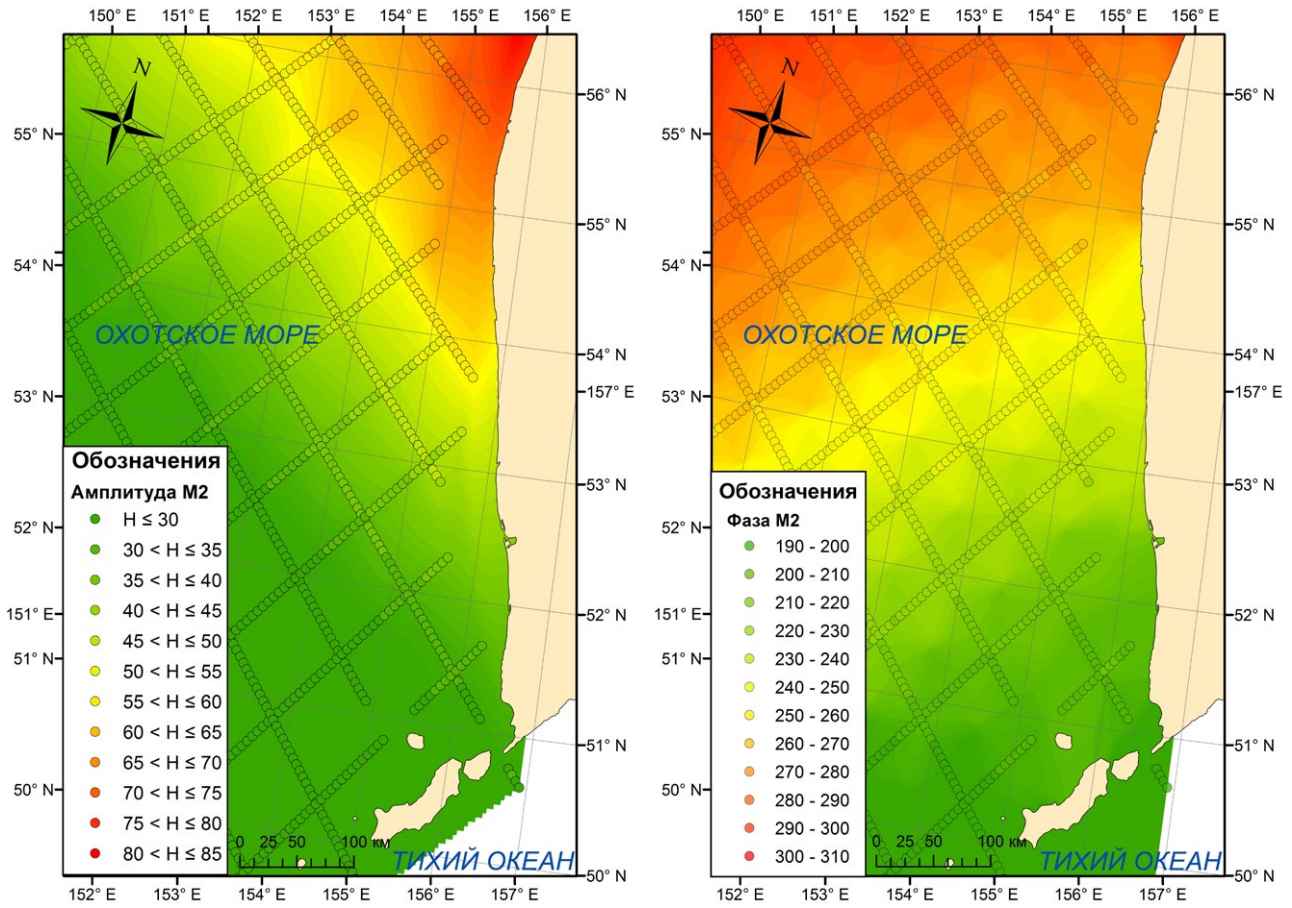 150° E 151° E 152° E 153° E 154° E 155° E 156° E
N
55° N
54° N
53° N
52° N
151° E
51° N
50° N
56° N
55° N
54° N
157° E
53° N
52° N
51° N
50° N
ОХОТСКОЕ МОРЕ
Обозначения
Амплитуда М2
H ≤ 30
30 < H ≤ 35
35 < H ≤ 40
40 < H ≤ 45
45 < H ≤ 50
50 < H ≤ 55
55 < H ≤ 60
60 < H ≤ 65
65 < H ≤ 70
70 < H ≤ 75
75 < H ≤ 80
80 < H ≤ 85
0 25 50 100 км
ТИХИЙ ОКЕАН
152° E 153° E 154° E 155° E 156° E 157° E
150° E 151° E 152° E 153° E 154° E 155° E 156° E
N
55° N
54° N
53° N
52° N
151° E
51° N
50° N
56° N
55° N
54° N
157° E
53° N
52° N
51° N
50° N
ОХОТСКОЕ МОРЕ
Обозначения
Фаза М2
190 - 200
200 - 210
210 - 220
220 - 230
230 - 240
240 - 250
250 - 260
260 - 270
270 - 280
280 - 290
290 - 300
300 - 310
0 25 50 100 км
ТИХИЙ ОКЕАН
152° E 153° E 154° E 155° E 156° E 157° E